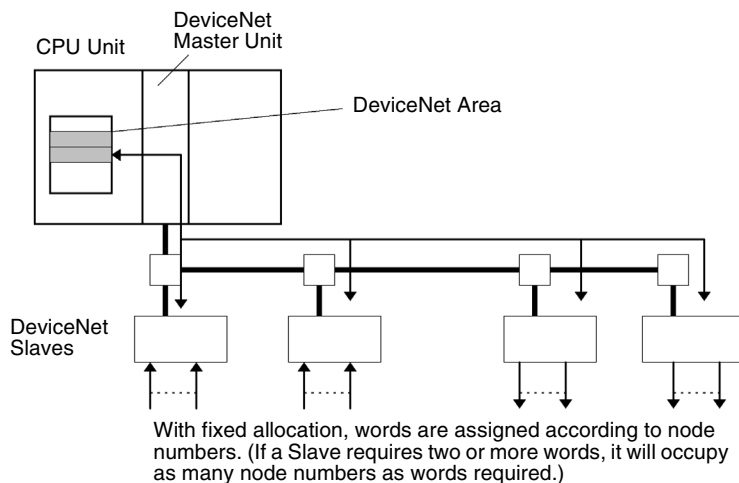 DeviceNet
Master Unit
CPU Unit
DeviceNet Area
DeviceNet
Slaves
With fixed allocation, words are assigned according to node
numbers. (If a Slave requires two or more words, it will occupy
as many node numbers as words required.)